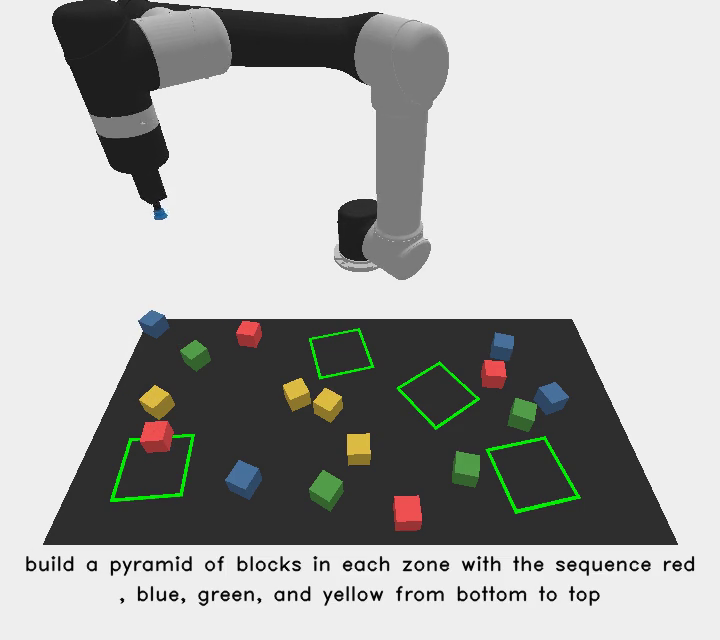 build a pyramid of blocks in each zone with the sequence red
, blue, green, and yellow from bottom to top